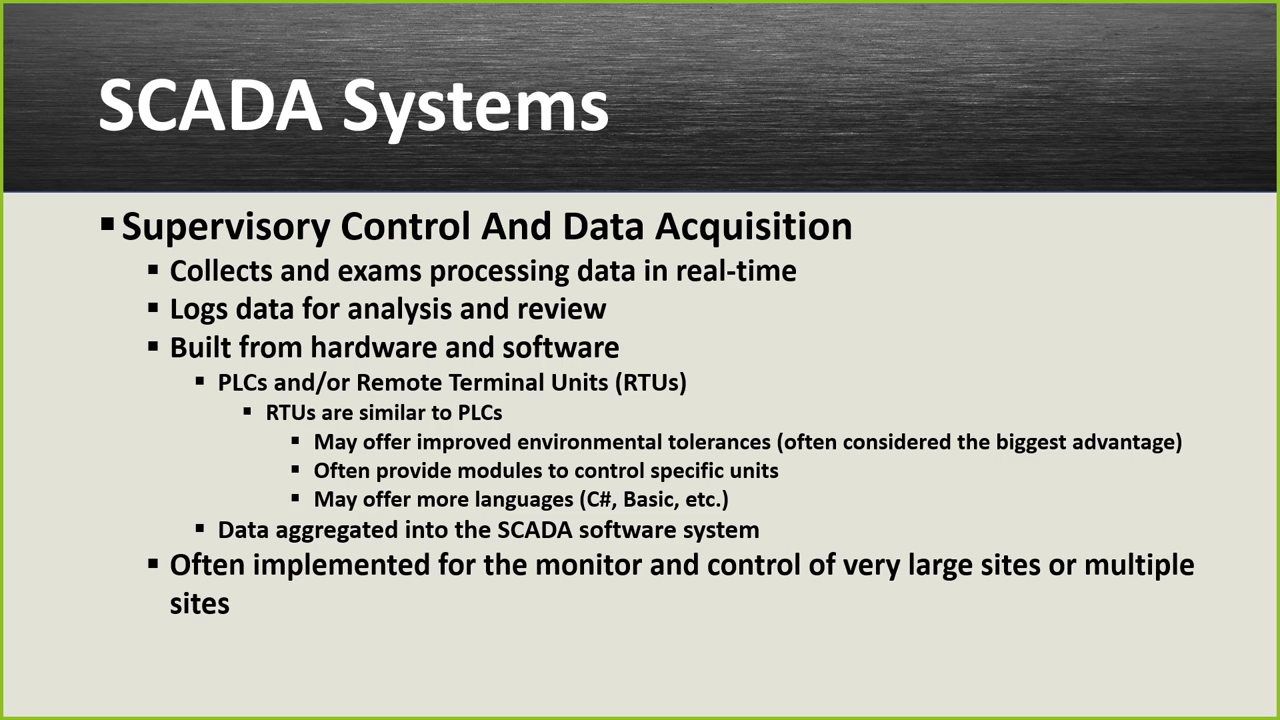 SCADA Systems
▪ Supervisory Control And Data Acquisition
▪ Collects and exams processing data in real-time
▪ Logs data for analysis and review
▪ Built from hardware and software
▪ PLCs and/or Remote Terminal Units (RTUs)
▪ RTUs are similar to PLCs
▪ May offer improved environmental tolerances (often considered the biggest advantage)
▪ Often provide modules to control specific units
▪ May offer more languages (C#, Basic, etc.)
▪ Data aggregated into the SCADA software system
▪ Often implemented for the monitor and control of very large sites or multiple
sites